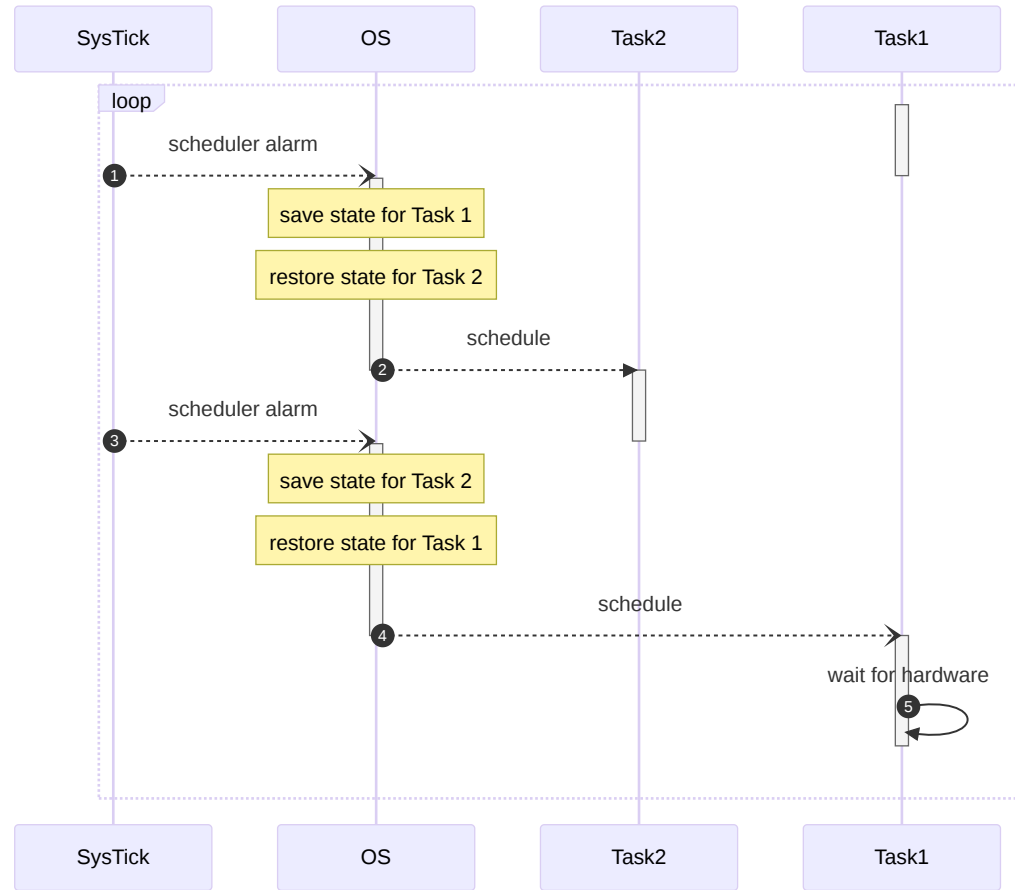 SysTick
OS
Task2
Task1
loop
scheduler alarm
1
save state for Task 1
restore state for Task 2
schedule
2
scheduler alarm
3
save state for Task 2
restore state for Task 1
schedule
4
wait for hardware
5
SysTick
OS
Task2
Task1